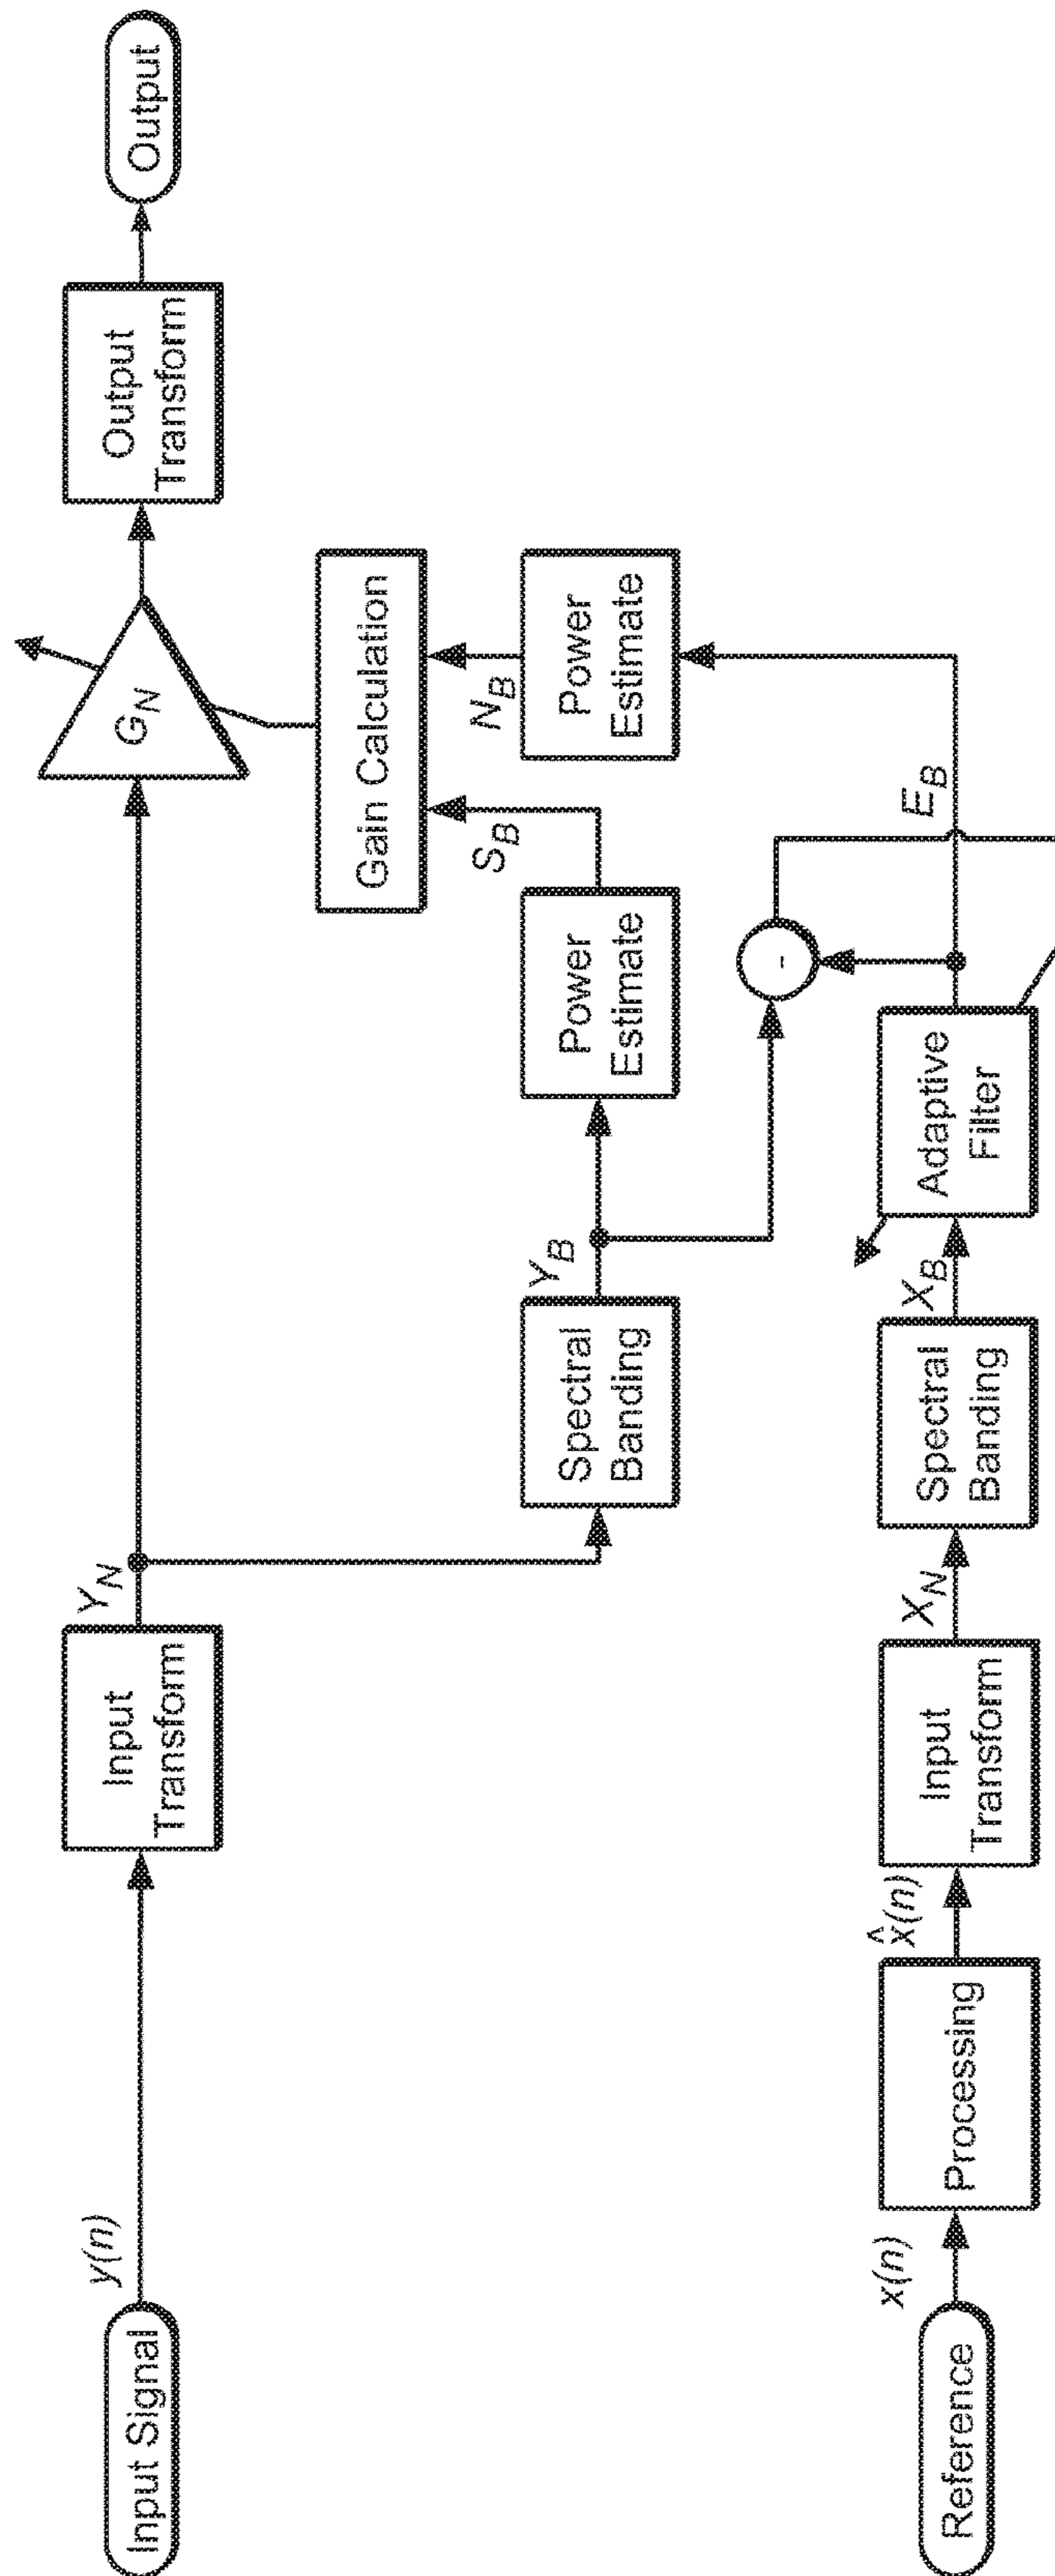 Input Signal
y(n)
Input
Transform
Y_N
G_N
Output
Transform
Output
Spectral
Banding
Y_B
Power
Estimate
S_B
Gain Calculation
N_B
Power
Estimate
-
Reference
x(n)
Processing
x̂(n)
Input
Transform
X_N
Spectral
Banding
X_B
Adaptive
Filter
E_B